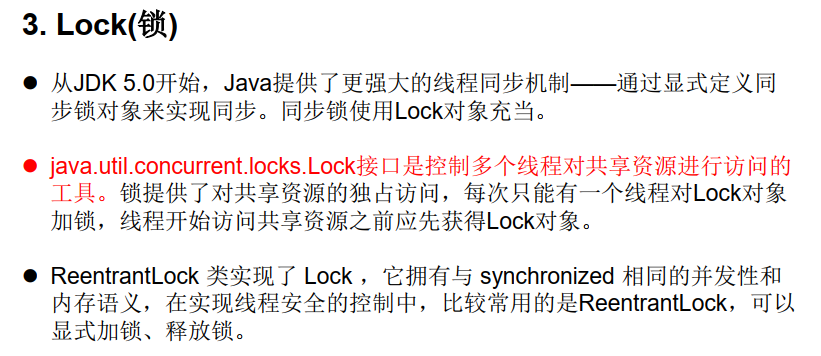 3. Lock(锁)
● 从JDK 5.0开始，Java提供了更强大的线程同步机制——通过显式定义同
步锁对象来实现同步。同步锁使用Lock对象充当。
● java.util.concurrent.locks.Lock接口是控制多个线程对共享资源进行访问的
工具。锁提供了对共享资源的独占访问，每次只能有一个线程对Lock对象
加锁，线程开始访问共享资源之前应先获得Lock对象。
● ReentrantLock 类实现了 Lock ，它拥有与 synchronized 相同的并发性和
内存语义，在实现线程安全的控制中，比较常用的是ReentrantLock，可以
显式加锁、释放锁。